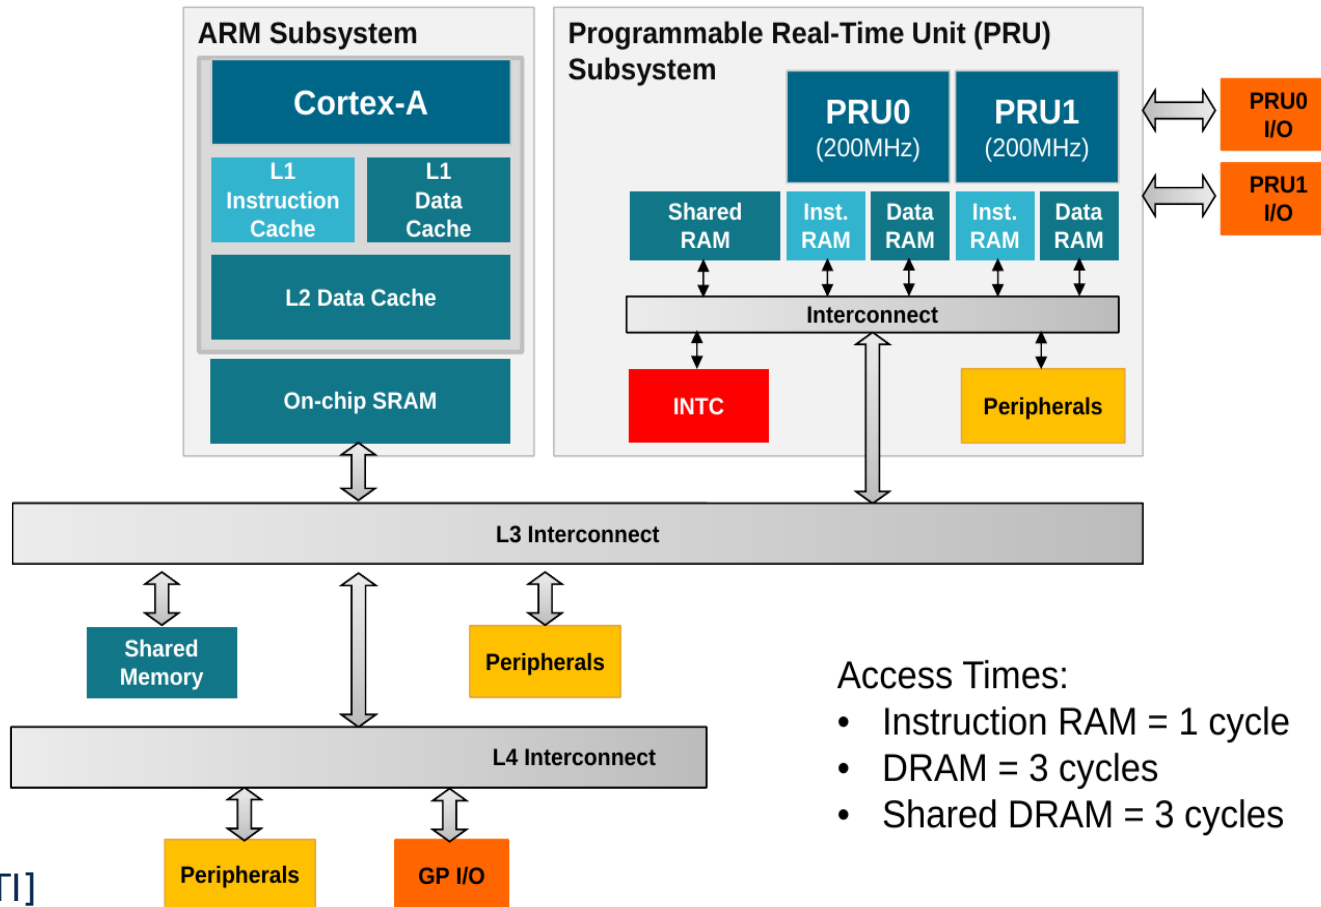 ARM Subsystem
Cortex-A
L1
Instruction
Cache
L1
Data
Cache
L2 Data Cache
On-chip SRAM
Programmable Real-Time Unit (PRU)
Subsystem
PRU0
(200MHz)
PRU1
(200MHz)
Shared
RAM
Inst.
RAM
Data
RAM
Inst.
RAM
Data
RAM
Interconnect
INTC
Peripherals
PRU0
I/O
PRU1
I/O
L3 Interconnect
Shared
Memory
Peripherals
L4 Interconnect
Peripherals
GP I/O
Access Times:
• Instruction RAM = 1 cycle
• DRAM = 3 cycles
• Shared DRAM = 3 cycles
TI]